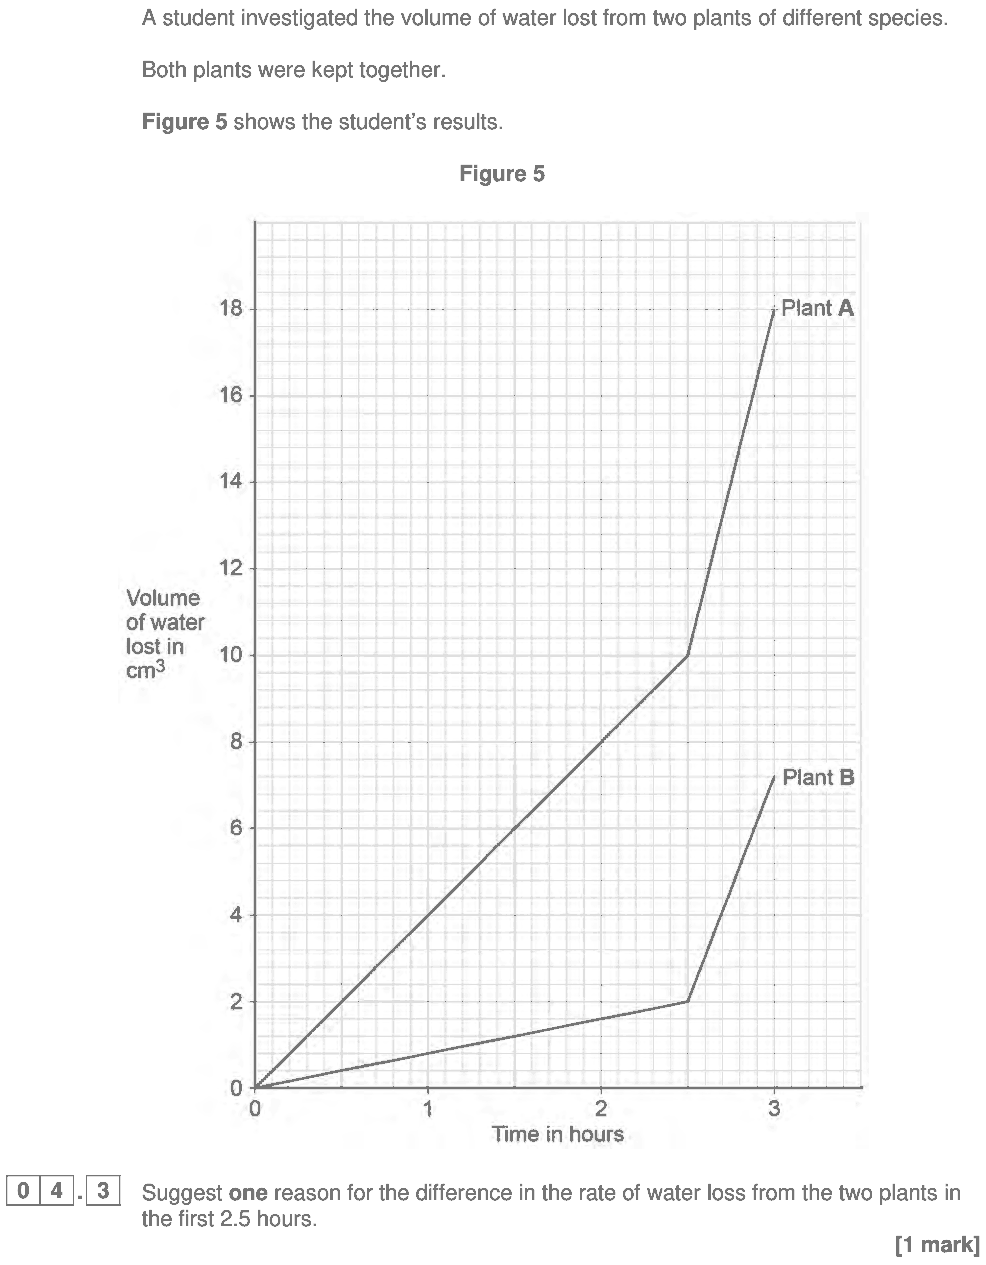 A student investigated the volume of water lost from two plants of different species.
Both plants were kept together.
Figure 5 shows the student's results.
Figure 5
18
Plant A
16
14
12
Volume
of water
lost in
cm³
10
8
Plant B
6
4
2
0
0 1 2 3
Time in hours
0 4 . 3 Suggest one reason for the difference in the rate of water loss from the two plants in
the first 2.5 hours.
[1 mark]